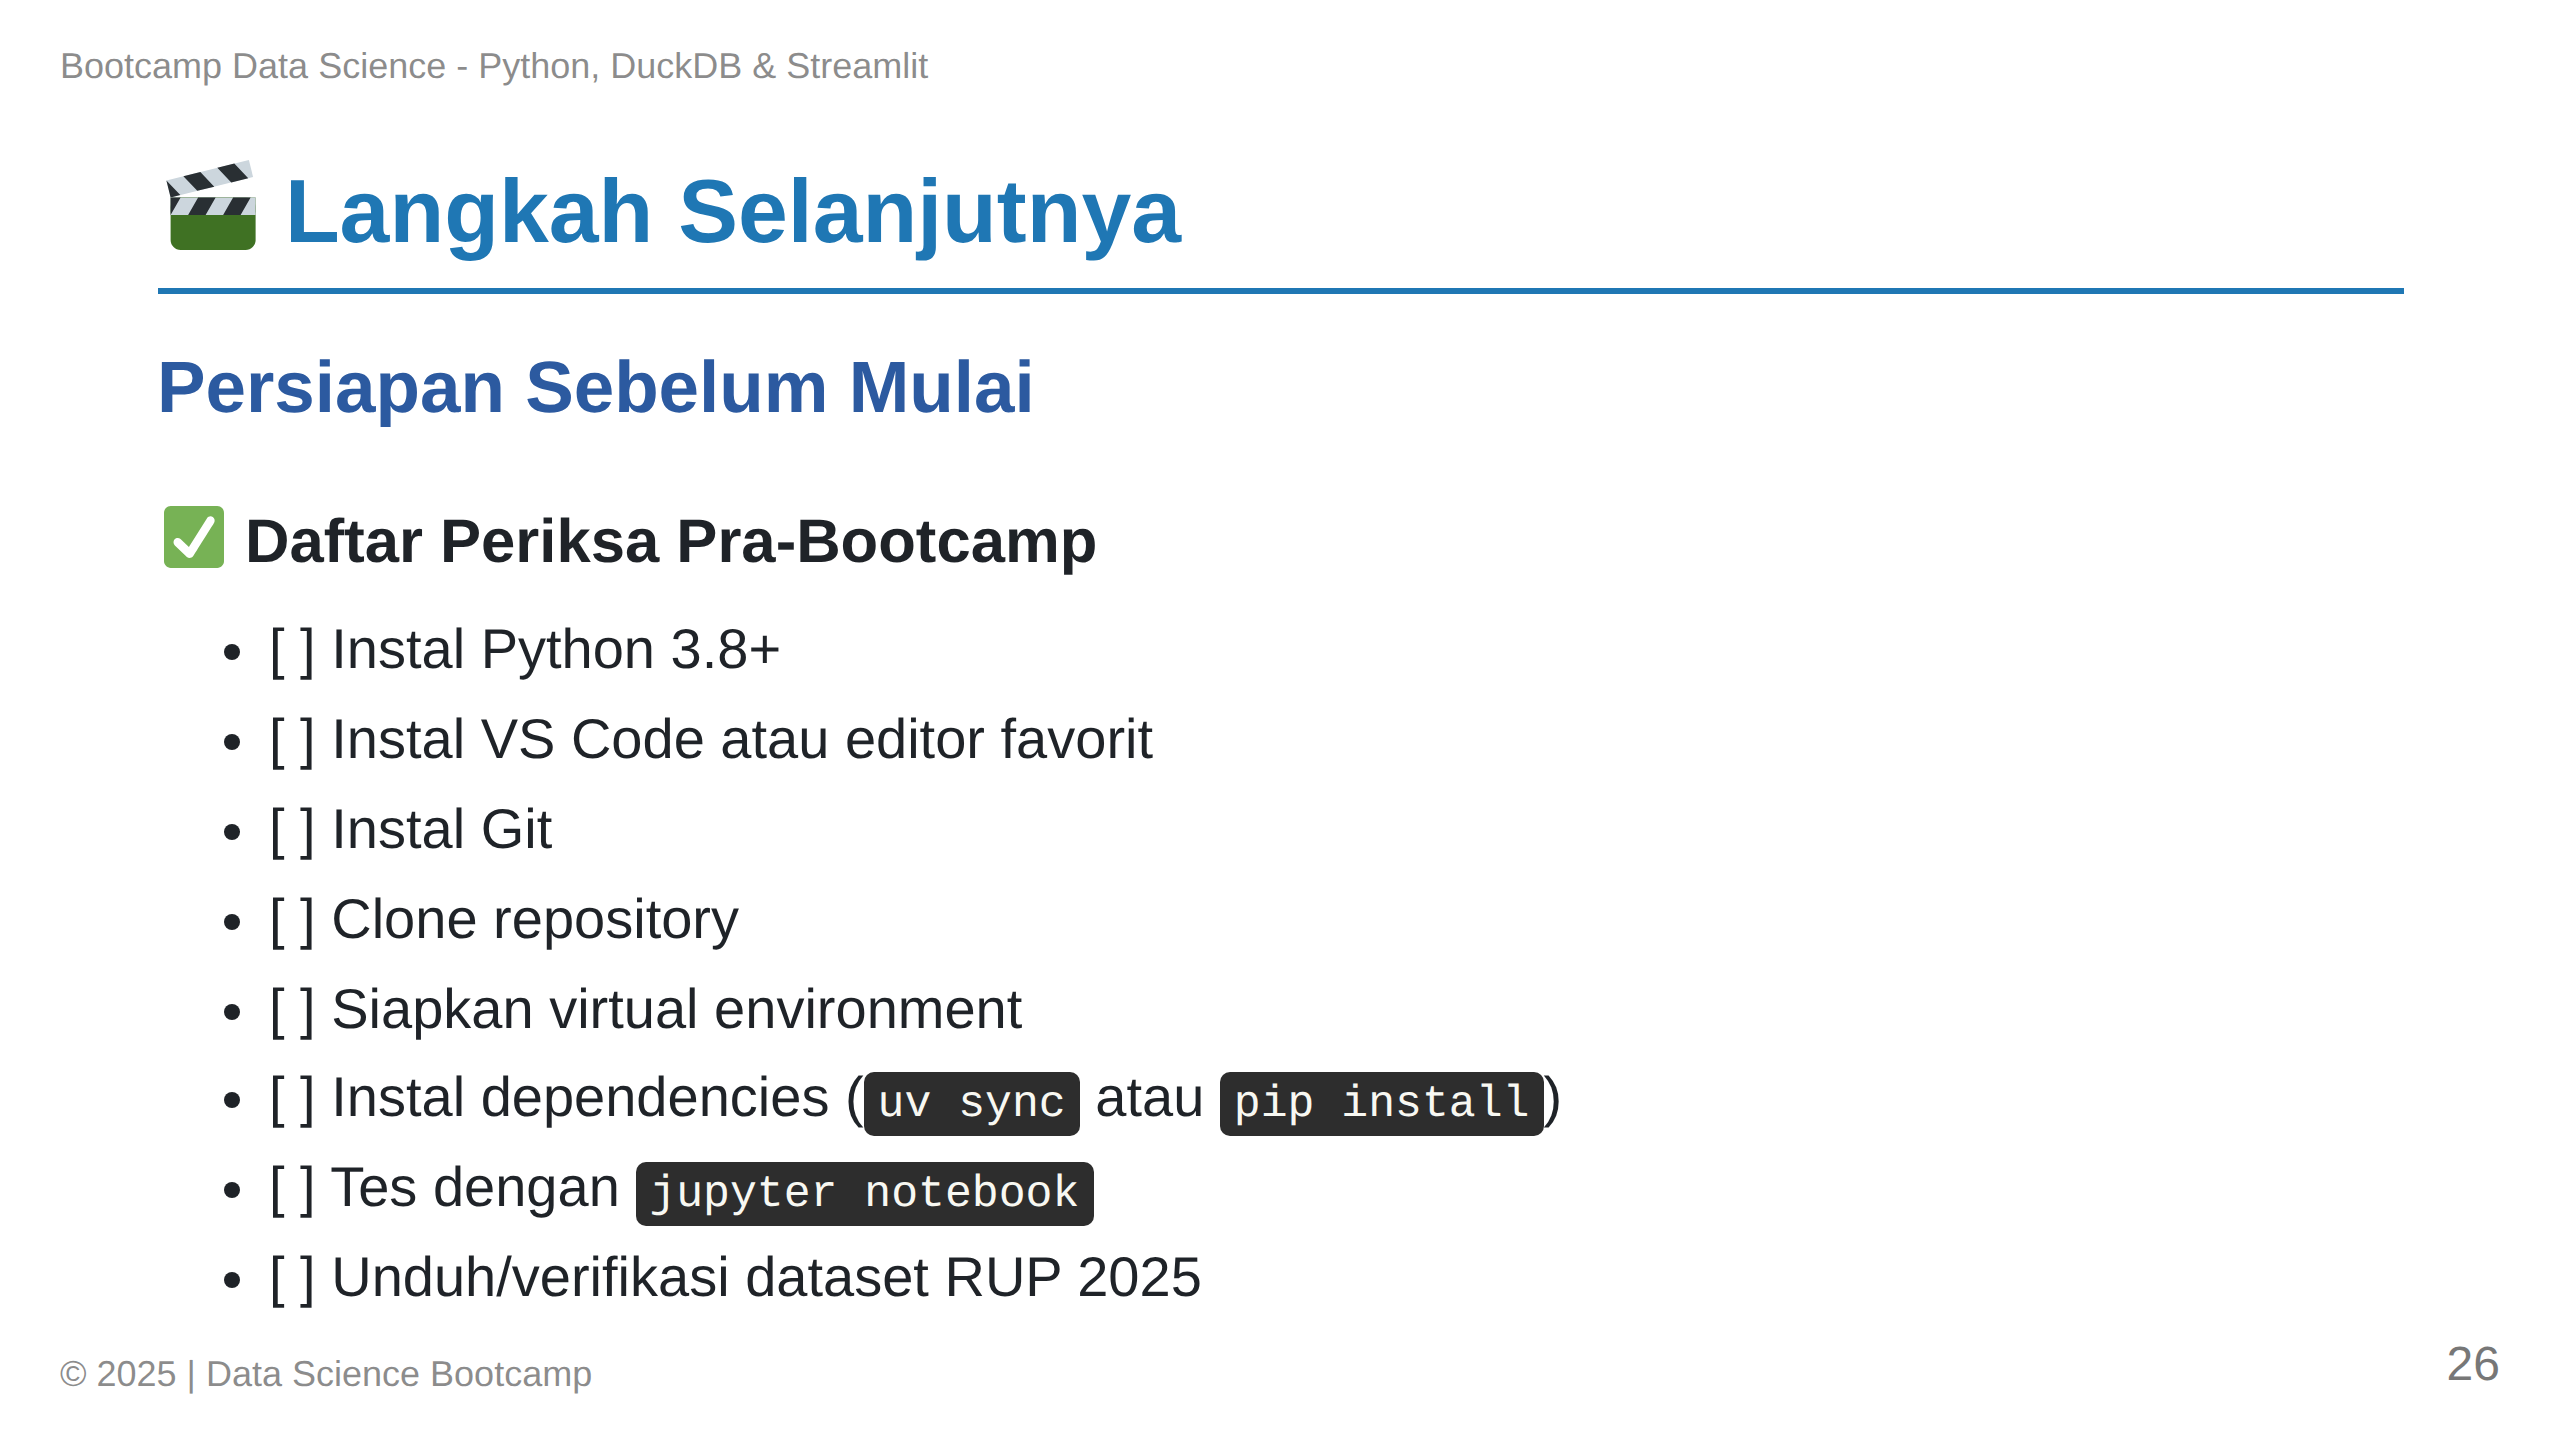 Bootcamp Data Science - Python, DuckDB & Streamlit
🎬 Langkah Selanjutnya
Persiapan Sebelum Mulai
✅ Daftar Periksa Pra-Bootcamp
• [ ] Instal Python 3.8+
• [ ] Instal VS Code atau editor favorit
• [ ] Instal Git
• [ ] Clone repository
• [ ] Siapkan virtual environment
• [ ] Instal dependencies (uv sync atau pip install)
• [ ] Tes dengan jupyter notebook
• [ ] Unduh/verifikasi dataset RUP 2025
© 2025 | Data Science Bootcamp
26